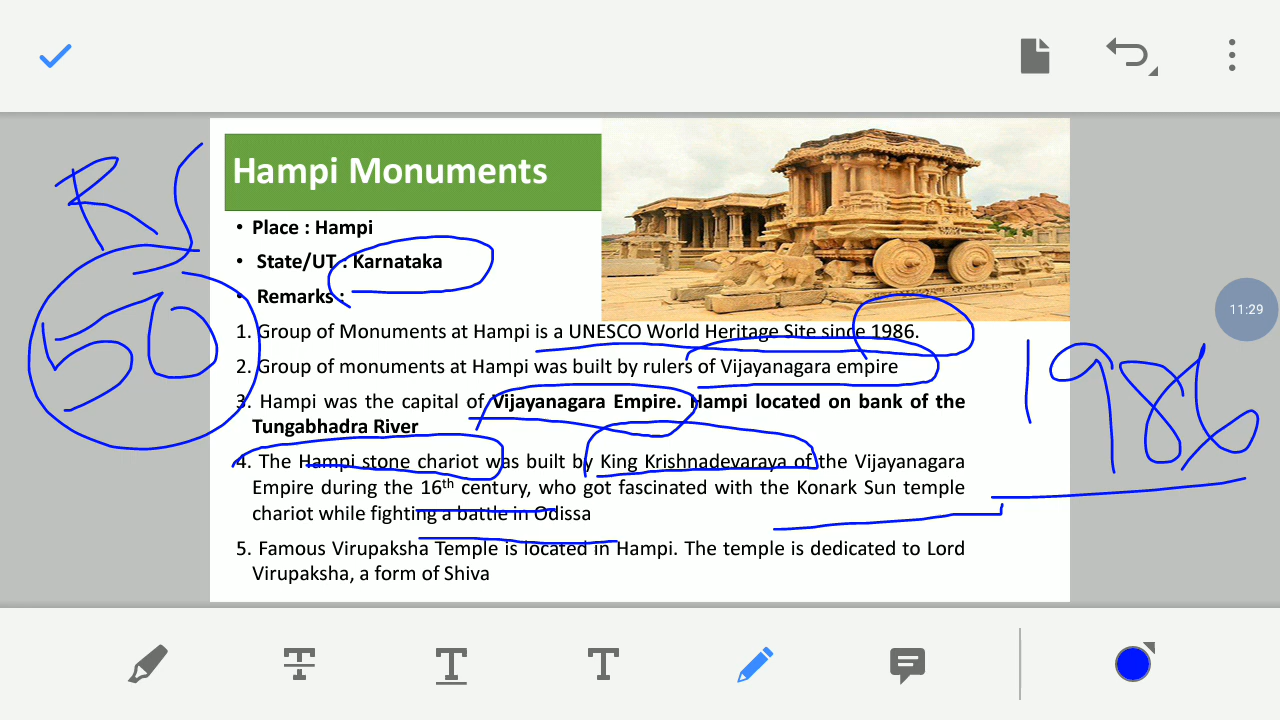 Hampi Monuments
• Place : Hampi
• State/UT : Karnataka
• Remarks :
1. Group of Monuments at Hampi is a UNESCO World Heritage Site since 1986.
2. Group of monuments at Hampi was built by rulers of Vijayanagara empire
3. Hampi was the capital of Vijayanagara Empire. Hampi located on bank of the
Tungabhadra River
4. The Hampi stone chariot was built by King Krishnadevaraya of the Vijayanagara
Empire during the 16th century, who got fascinated with the Konark Sun temple
chariot while fighting a battle in Odissa
5. Famous Virupaksha Temple is located in Hampi. The temple is dedicated to Lord
Virupaksha, a form of Shiva
RS
50
1986
11:29
T
T
T